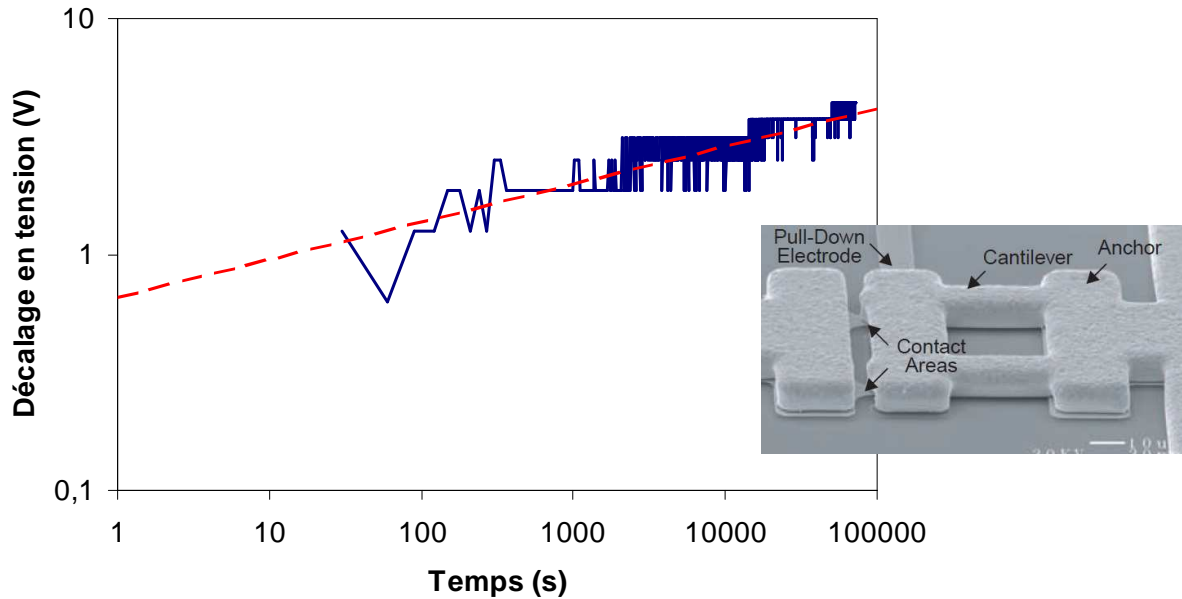 10
1
0,1
Décalage en tension (V)
1
10
100
1000
10000
100000
Temps (s)
Pull-Down
Electrode
Cantilever
Anchor
Contact
Areas